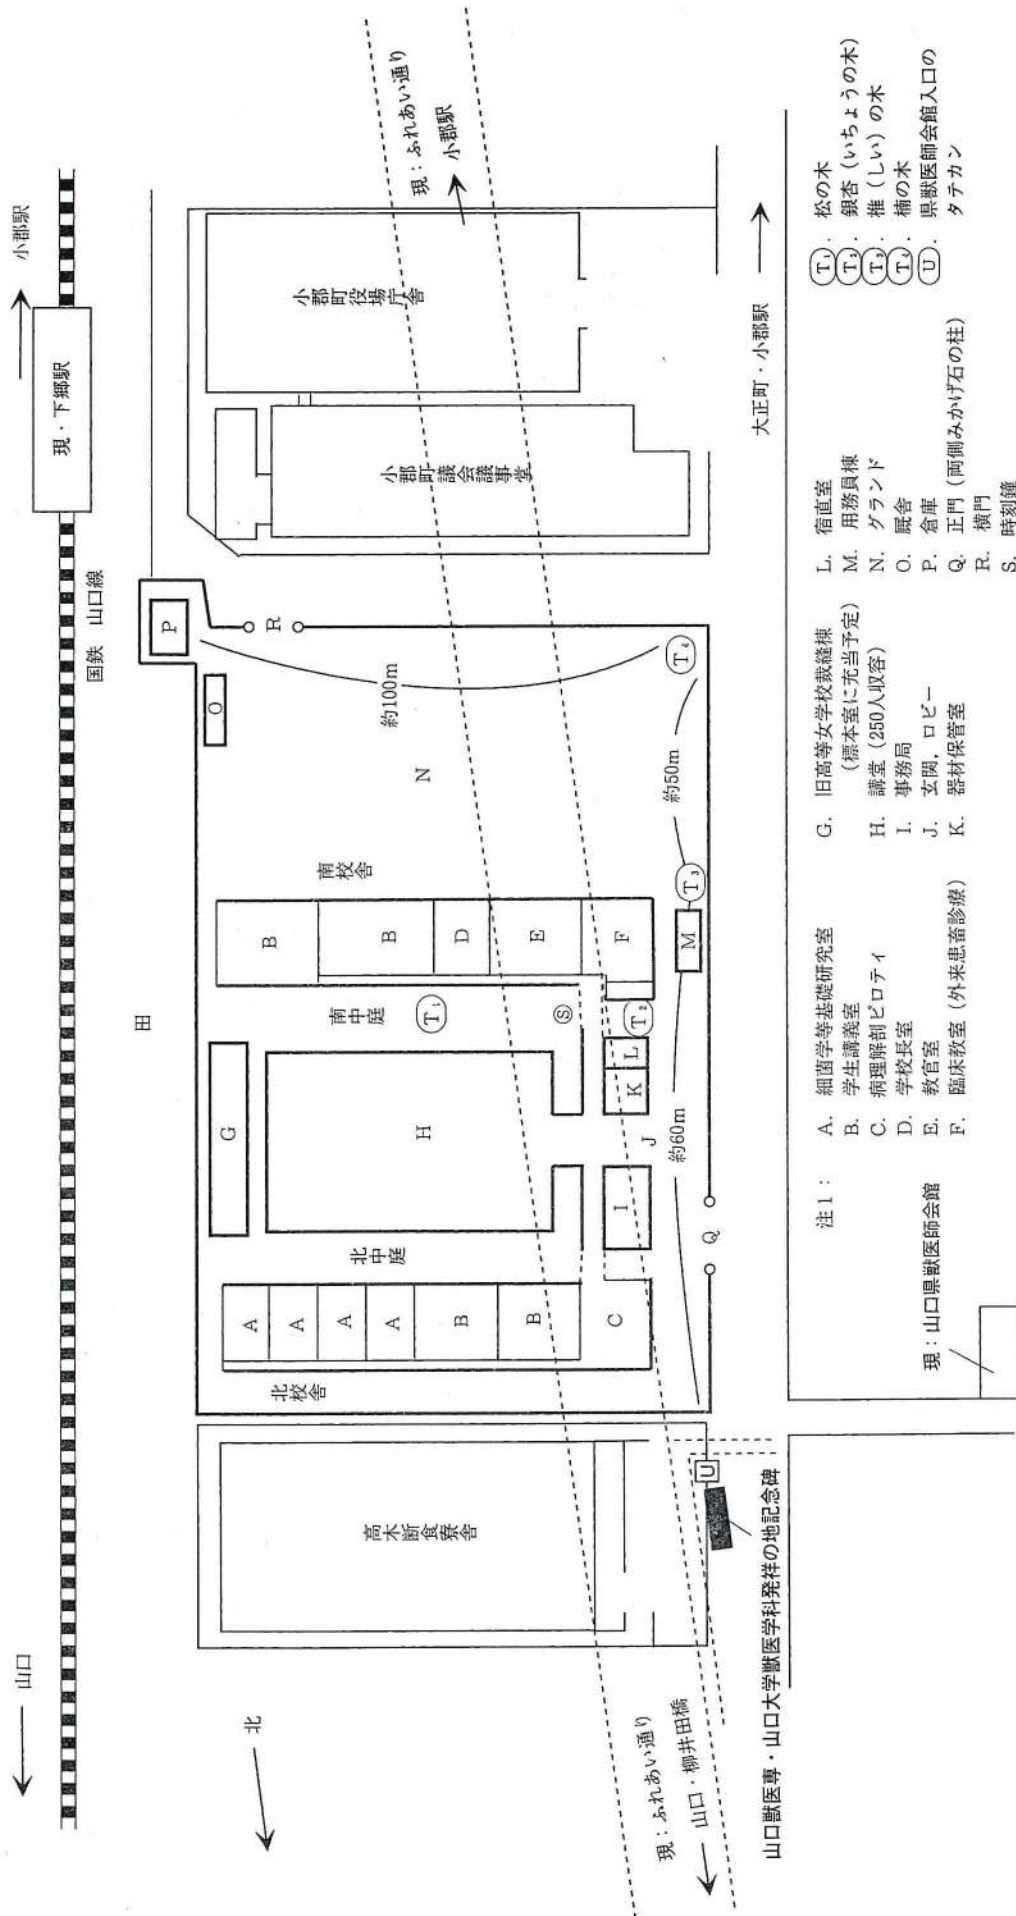 ← 山口
小郡駅 →
現・下郷駅
国鉄 山口線
田
北
高木断食寮舎
北校舎
A
A
A
A
B
B
C
北中庭
G
H
I
J
K
L
南中庭
T₁
S
T₂
南校舎
B
B
D
E
F
M
T₃
N
O
P
R
約100m
T₄
約50m
約60m
Q
小郡町議会議事堂
小郡町役場庁舎
現：ふれあい通り
→ 小郡駅
現：ふれあい通り
← 山口・柳井田橋
U
山口獣医専・山口大学獣医学科発祥の地記念碑
大正町・小郡駅 →
現：山口県獣医師会館
注1：
A. 細菌学等基礎研究室
B. 学生講義室
C. 病理解剖ピロティ
D. 学校長室
E. 教官室
F. 臨床教室（外来患畜診療）
G. 旧高等女学校裁縫棟
（標本室に充当予定）
H. 講堂（250人収容）
I. 事務局
J. 玄関，ロビー
K. 器材保管室
L. 宿直室
M. 用務員棟
N. グランド
O. 厩舎
P. 倉庫
Q. 正門（両側みかげ石の柱）
R. 横門
S. 時刻鐘
T₁. 松の木
T₂. 銀杏（いちょうの木）
T₃. 椎（しい）の木
T₄. 楠の木
U. 県獣医師会館入口の
タテカン